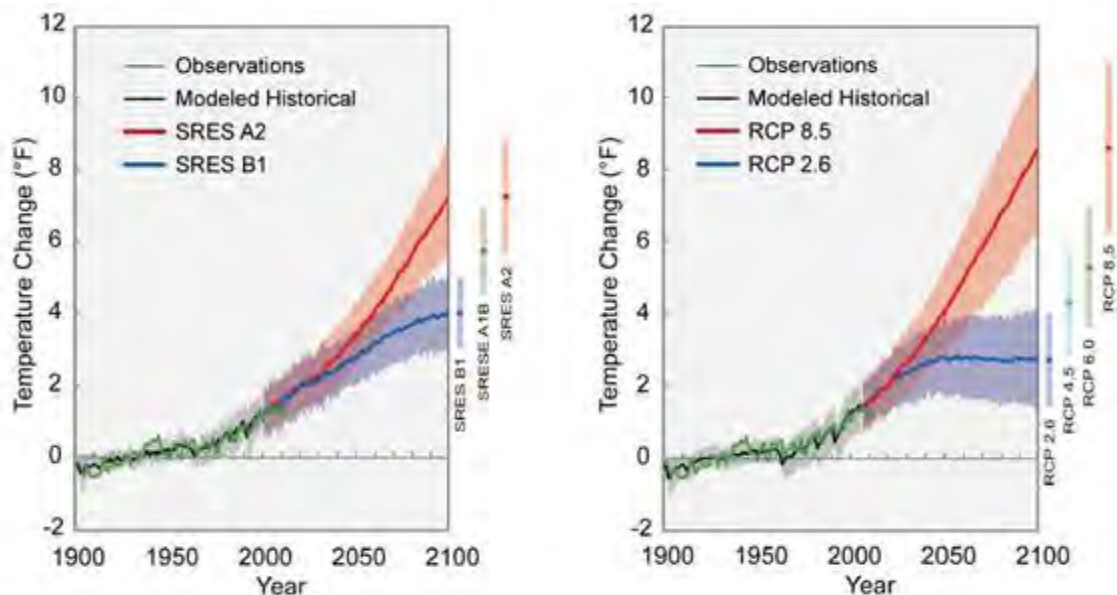 12
10
8
6
4
2
0
-2
Temperature Change (°F)
Observations
Modeled Historical
SRES A2
SRES B1
1900
1950
2000
2050
2100
Year
SRES B1
SRESE A1B
SRES A2
12
10
8
6
4
2
0
-2
Temperature Change (°F)
Observations
Modeled Historical
RCP 8.5
RCP 2.6
1900
1950
2000
2050
2100
Year
RCP 2.6
RCP 4.5
RCP 6.0
RCP 8.5